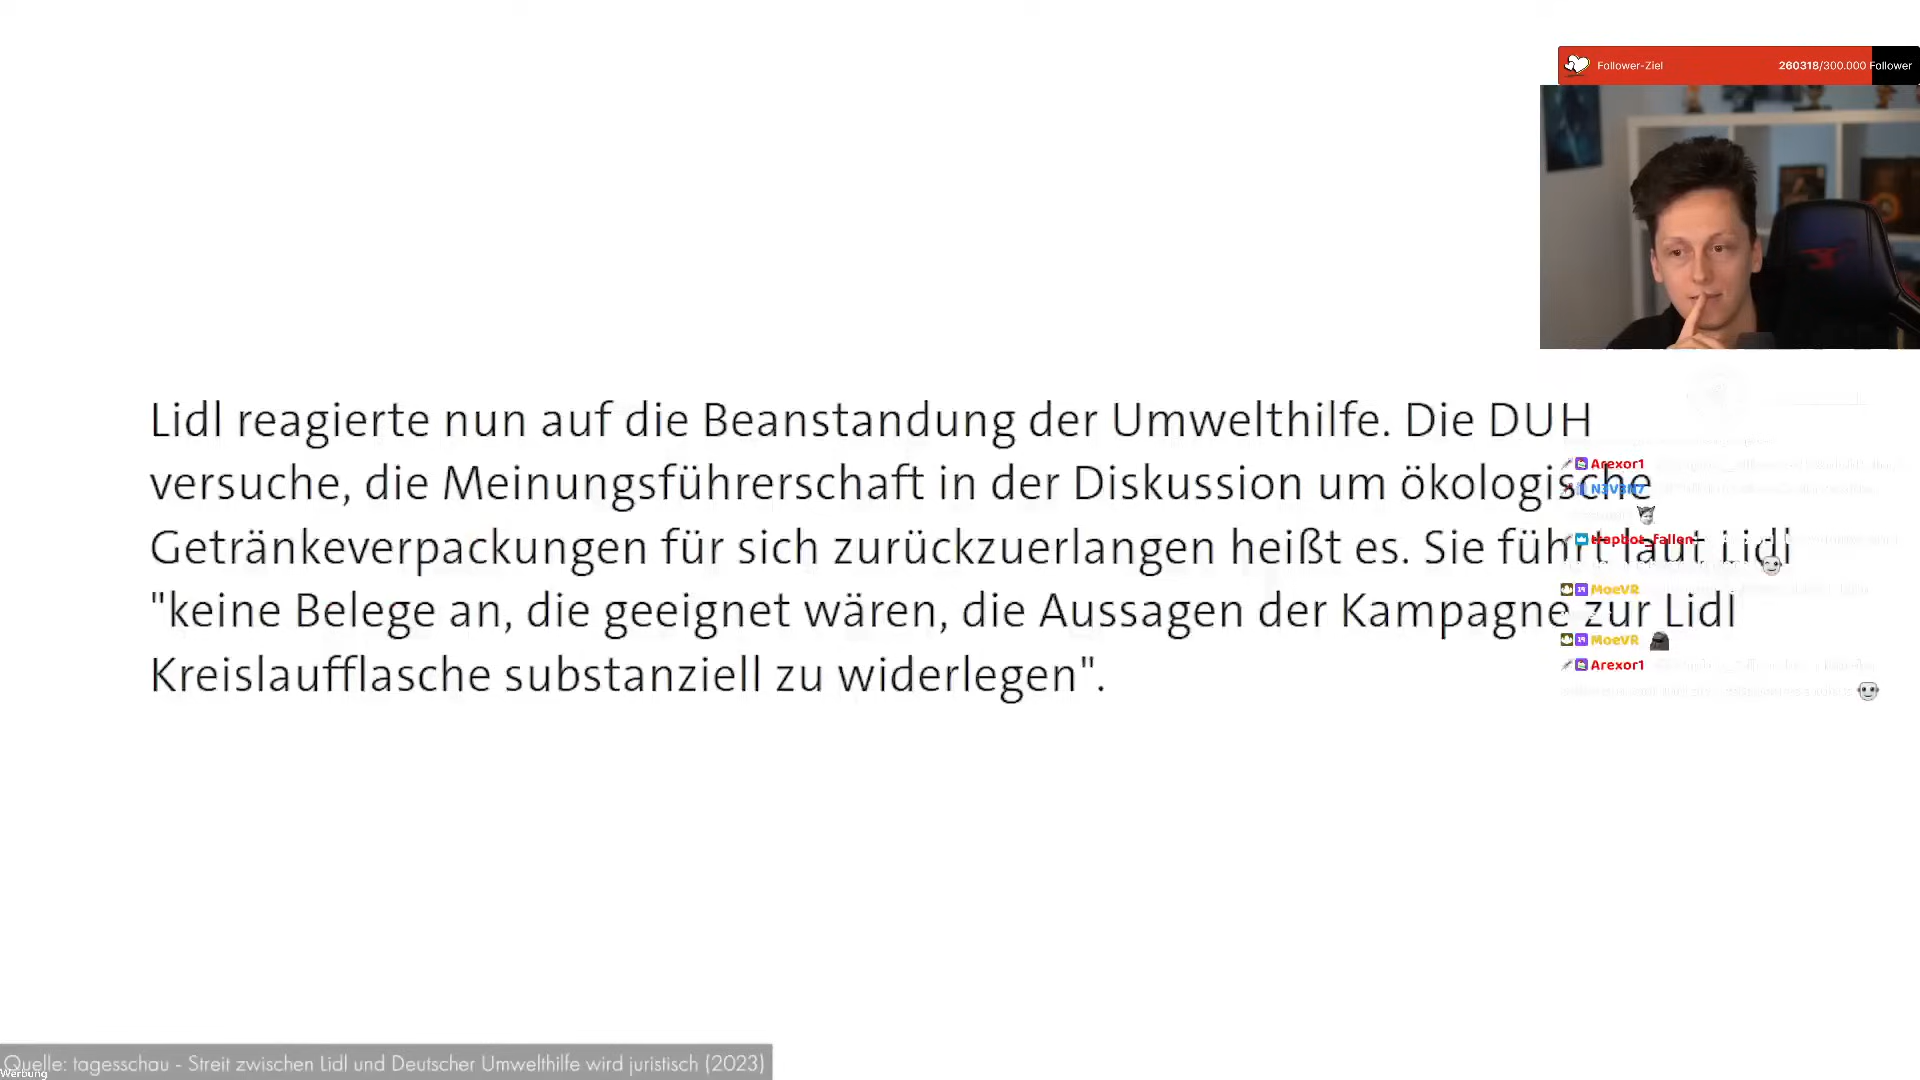 Follower-Ziel
260318/300.000 Follower
Lidl reagierte nun auf die Beanstandung der Umwelthilfe. Die DUH
versuche, die Meinungsführerschaft in der Diskussion um ökologische
Getränkeverpackungen für sich zurückzuerlangen heißt es. Sie führt laut Lidl
"keine Belege an, die geeignet wären, die Aussagen der Kampagne zur Lidl
Kreislaufflasche substanziell zu widerlegen".
Arexor1
N3V3N7
trapbot_fallen
MoeVR
MoeVR
Arexor1
Quelle: tagesschau - Streit zwischen Lidl und Deutscher Umwelthilfe wird juristisch (2023)
Werbung